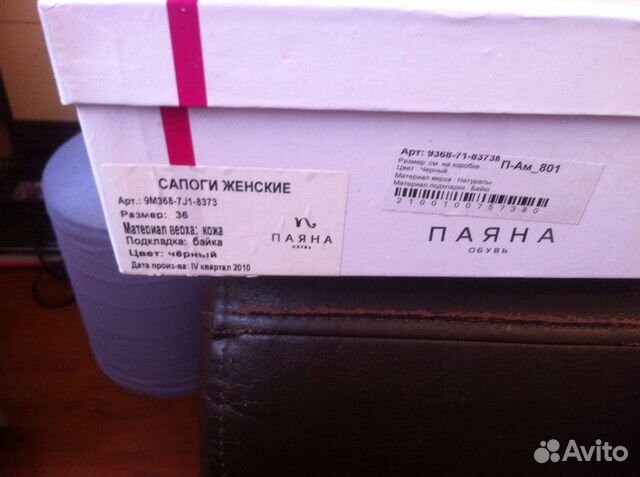 САПОГИ ЖЕНСКИЕ
Арт.: 9М368-7J1-8373
Размер: 36
Материал верха: кожа
Подкладка: байка
Цвет: чёрный
Дата произ-ва: IV квартал 2010
ПАЯНА
ОБУВЬ
Арт: 9368-71-8373Л
П-Ам_801
Размер: см. на коробке
Цвет : Черный
Материал верха : Натуралы
Материал подкладки : Байка
2100100757380
ПАЯНА
ОБУВЬ
Avito